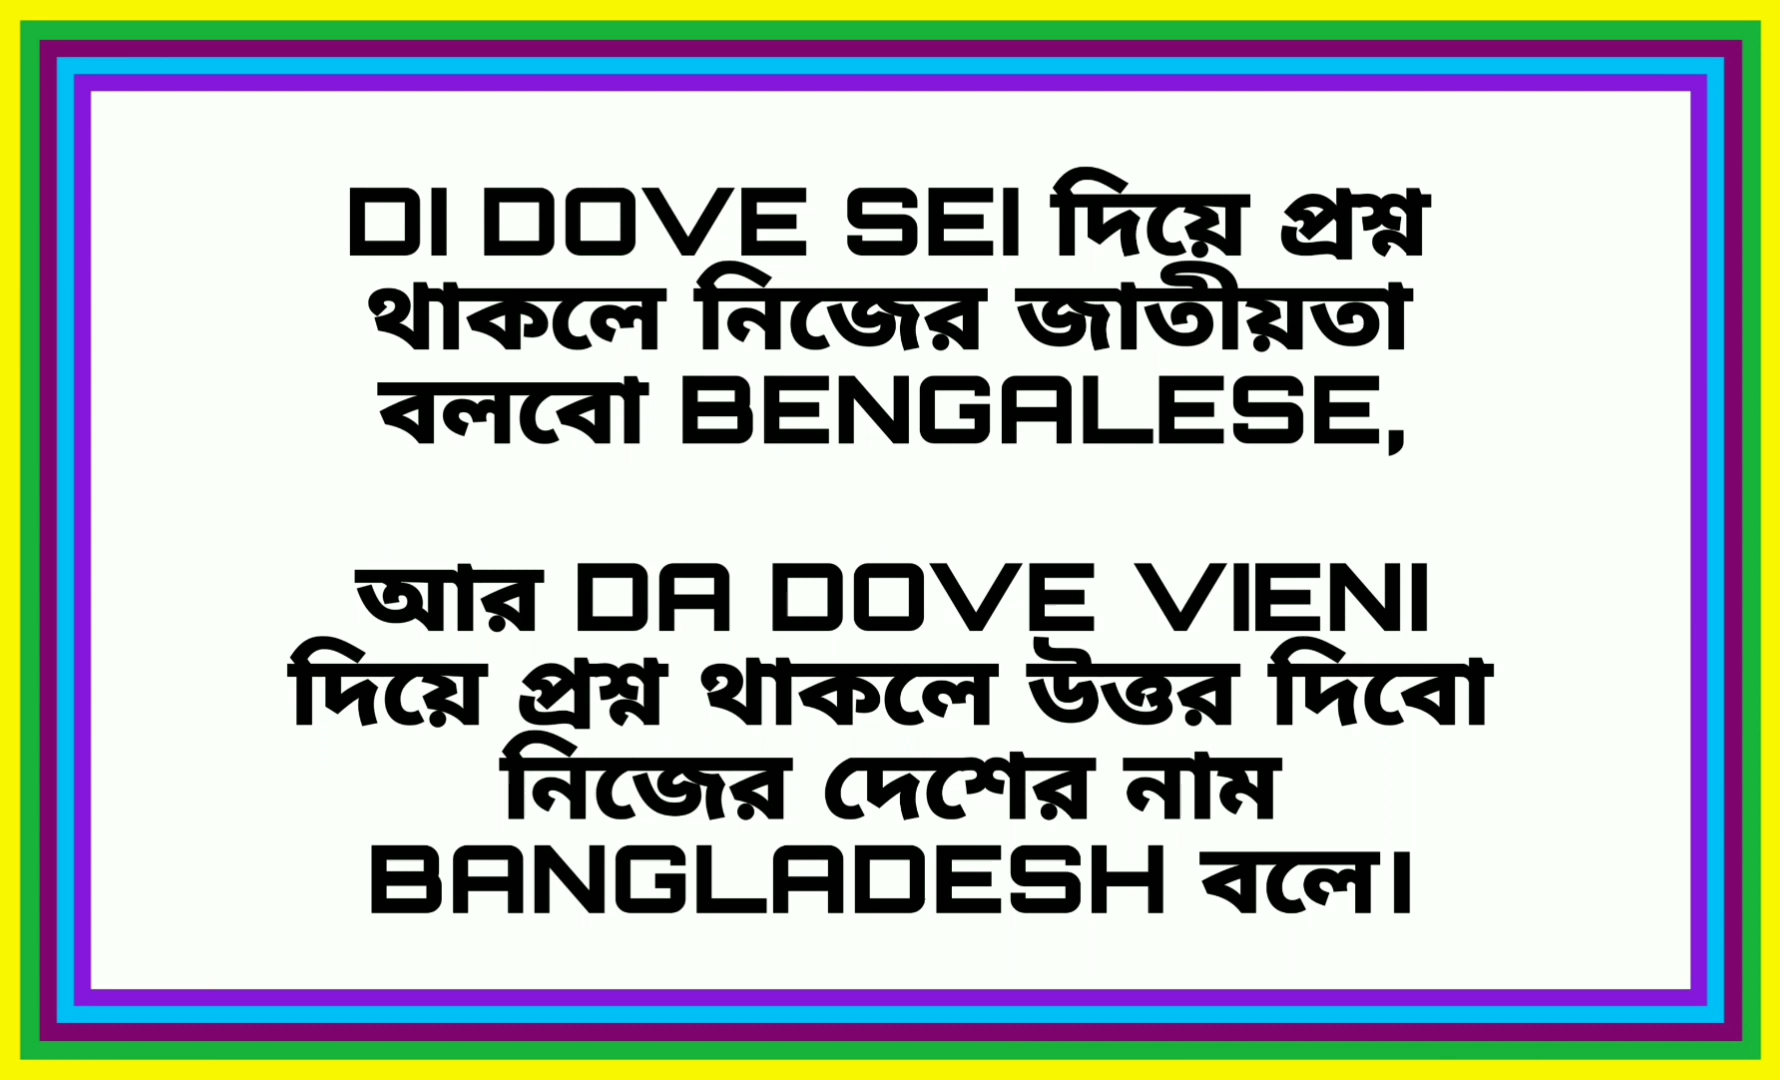 DI DOVE SEI দিয়ে প্রশ্ন
থাকলে নিজের জাতীয়তা
বলবো BENGALESE,
আর DA DOVE VIENI
দিয়ে প্রশ্ন থাকলে উত্তর দিবো
নিজের দেশের নাম
BANGLADESH বলে।